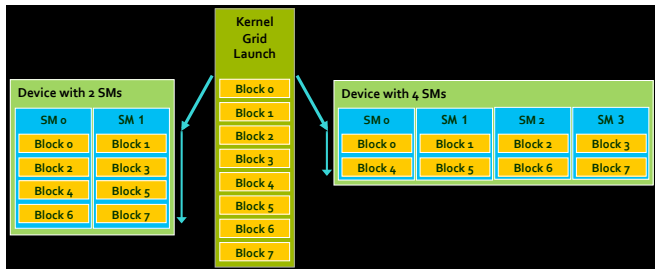 Kernel
Grid
Launch
Block 0
Block 1
Block 2
Block 3
Block 4
Block 5
Block 6
Block 7
Device with 2 SMs
SM 0 SM 1
Block 0 Block 1
Block 2 Block 3
Block 4 Block 5
Block 6 Block 7
Device with 4 SMs
SM 0 SM 1 SM 2 SM 3
Block 0 Block 1 Block 2 Block 3
Block 4 Block 5 Block 6 Block 7